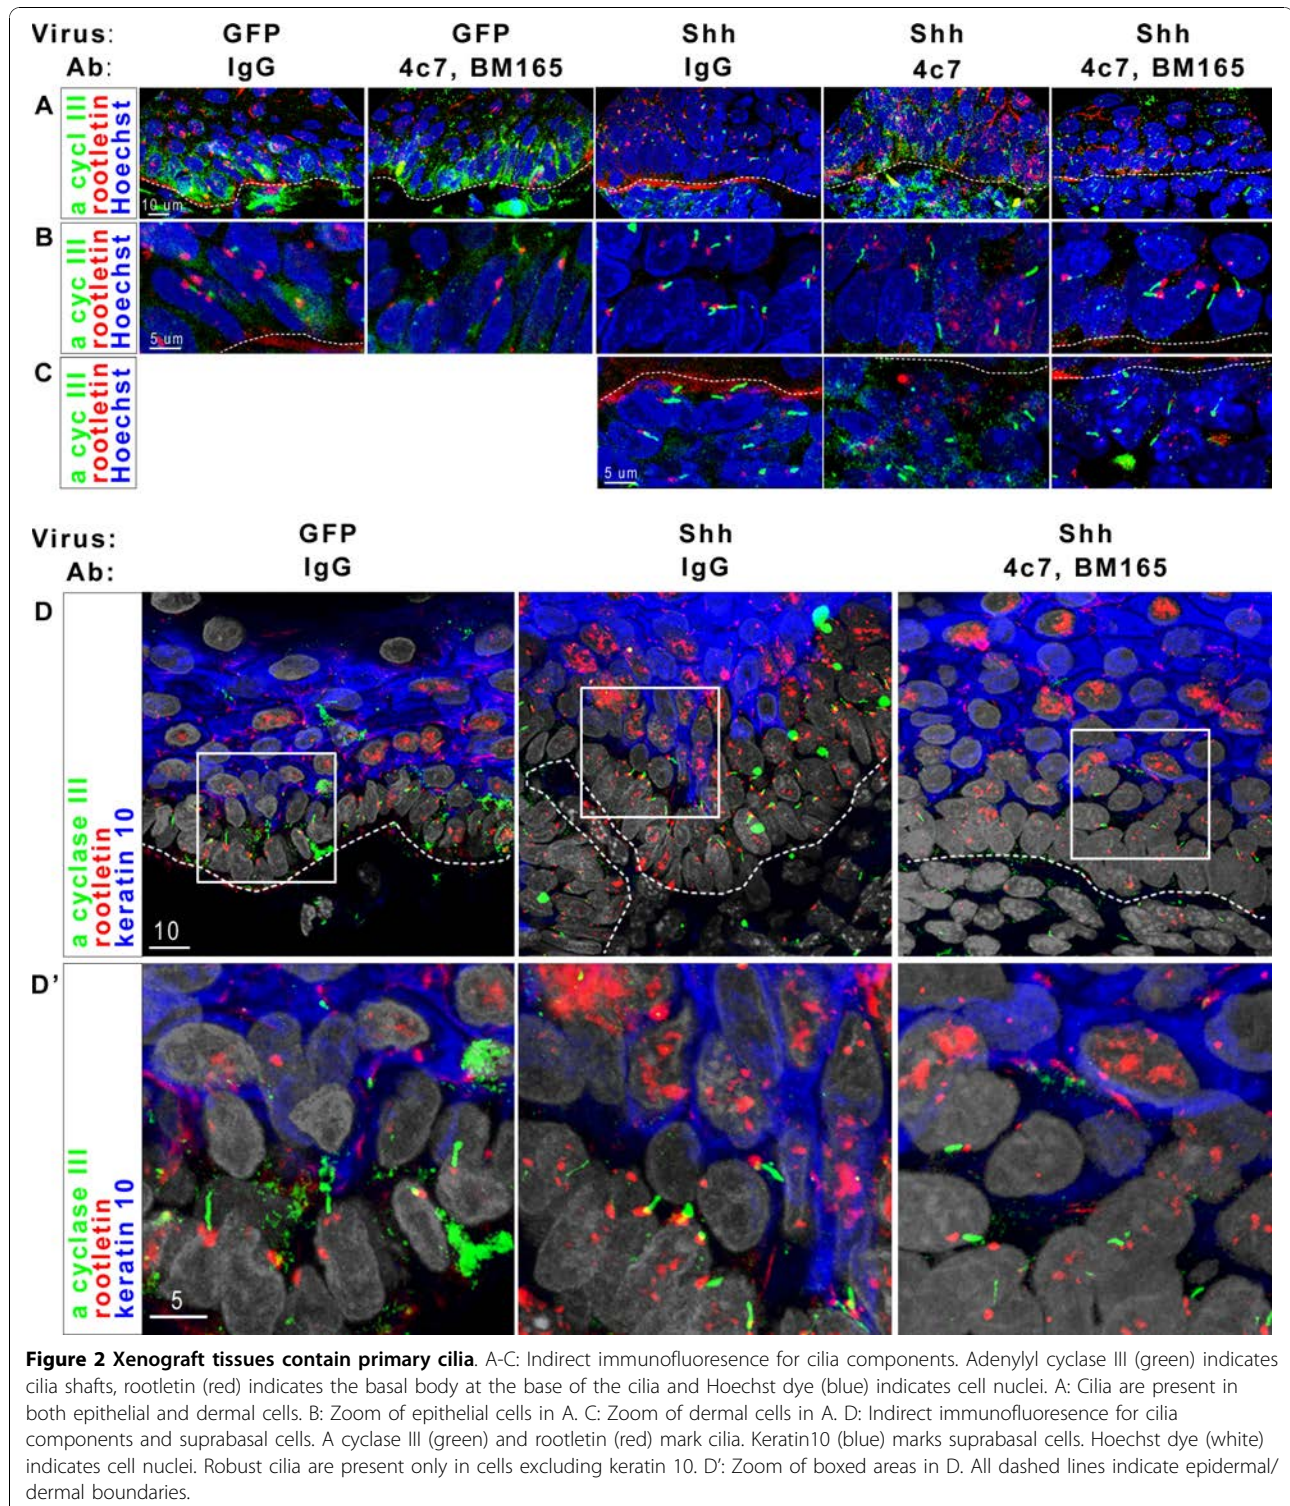 Virus: GFP GFP Shh Shh Shh
Ab: IgG 4c7, BM165 IgG 4c7 4c7, BM165
A
a cycl III
rootletin
Hoechst
10 um
B
a cyc III
rootletin
Hoechst
5 um
C
a cyc III
rootletin
Hoechst
5 um
Virus: GFP Shh Shh
Ab: IgG IgG 4c7, BM165
D
a cyclase III
rootletin
keratin 10
10
D'
a cyclase III
rootletin
keratin 10
5
Figure 2 Xenograft tissues contain primary cilia. A-C: Indirect immunofluoresence for cilia components. Adenylyl cyclase III (green) indicates
cilia shafts, rootletin (red) indicates the basal body at the base of the cilia and Hoechst dye (blue) indicates cell nuclei. A: Cilia are present in
both epithelial and dermal cells. B: Zoom of epithelial cells in A. C: Zoom of dermal cells in A. D: Indirect immunofluoresence for cilia
components and suprabasal cells. A cyclase III (green) and rootletin (red) mark cilia. Keratin10 (blue) marks suprabasal cells. Hoechst dye (white)
indicates cell nuclei. Robust cilia are present only in cells excluding keratin 10. D': Zoom of boxed areas in D. All dashed lines indicate epidermal/
dermal boundaries.